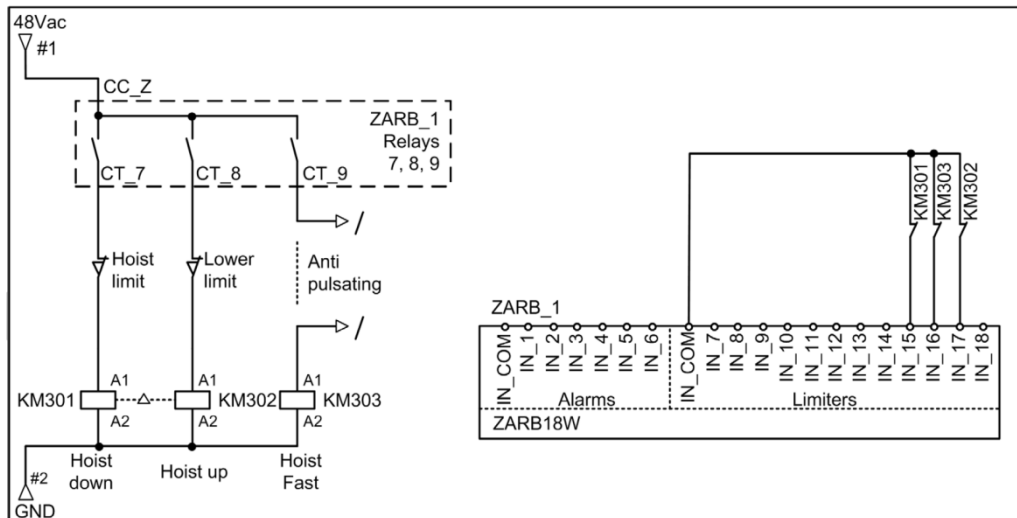 48Vac
#1
CC_Z
ZARB_1
Relays
7, 8, 9
CT_7
CT_8
CT_9
Hoist
limit
Lower
limit
Anti
pulsating
A1
A1
A1
KM301
KM302
KM303
A2
A2
A2
#2
Hoist
down
Hoist up
Hoist
Fast
GND
KM301
KM303
KM302
ZARB_1
IN_COM
IN_1
IN_2
IN_3
IN_4
IN_5
IN_6
IN_COM
IN_7
IN_8
IN_9
IN_10
IN_11
IN_12
IN_13
IN_14
IN_15
IN_16
IN_17
IN_18
Alarms
Limiters
ZARB18W